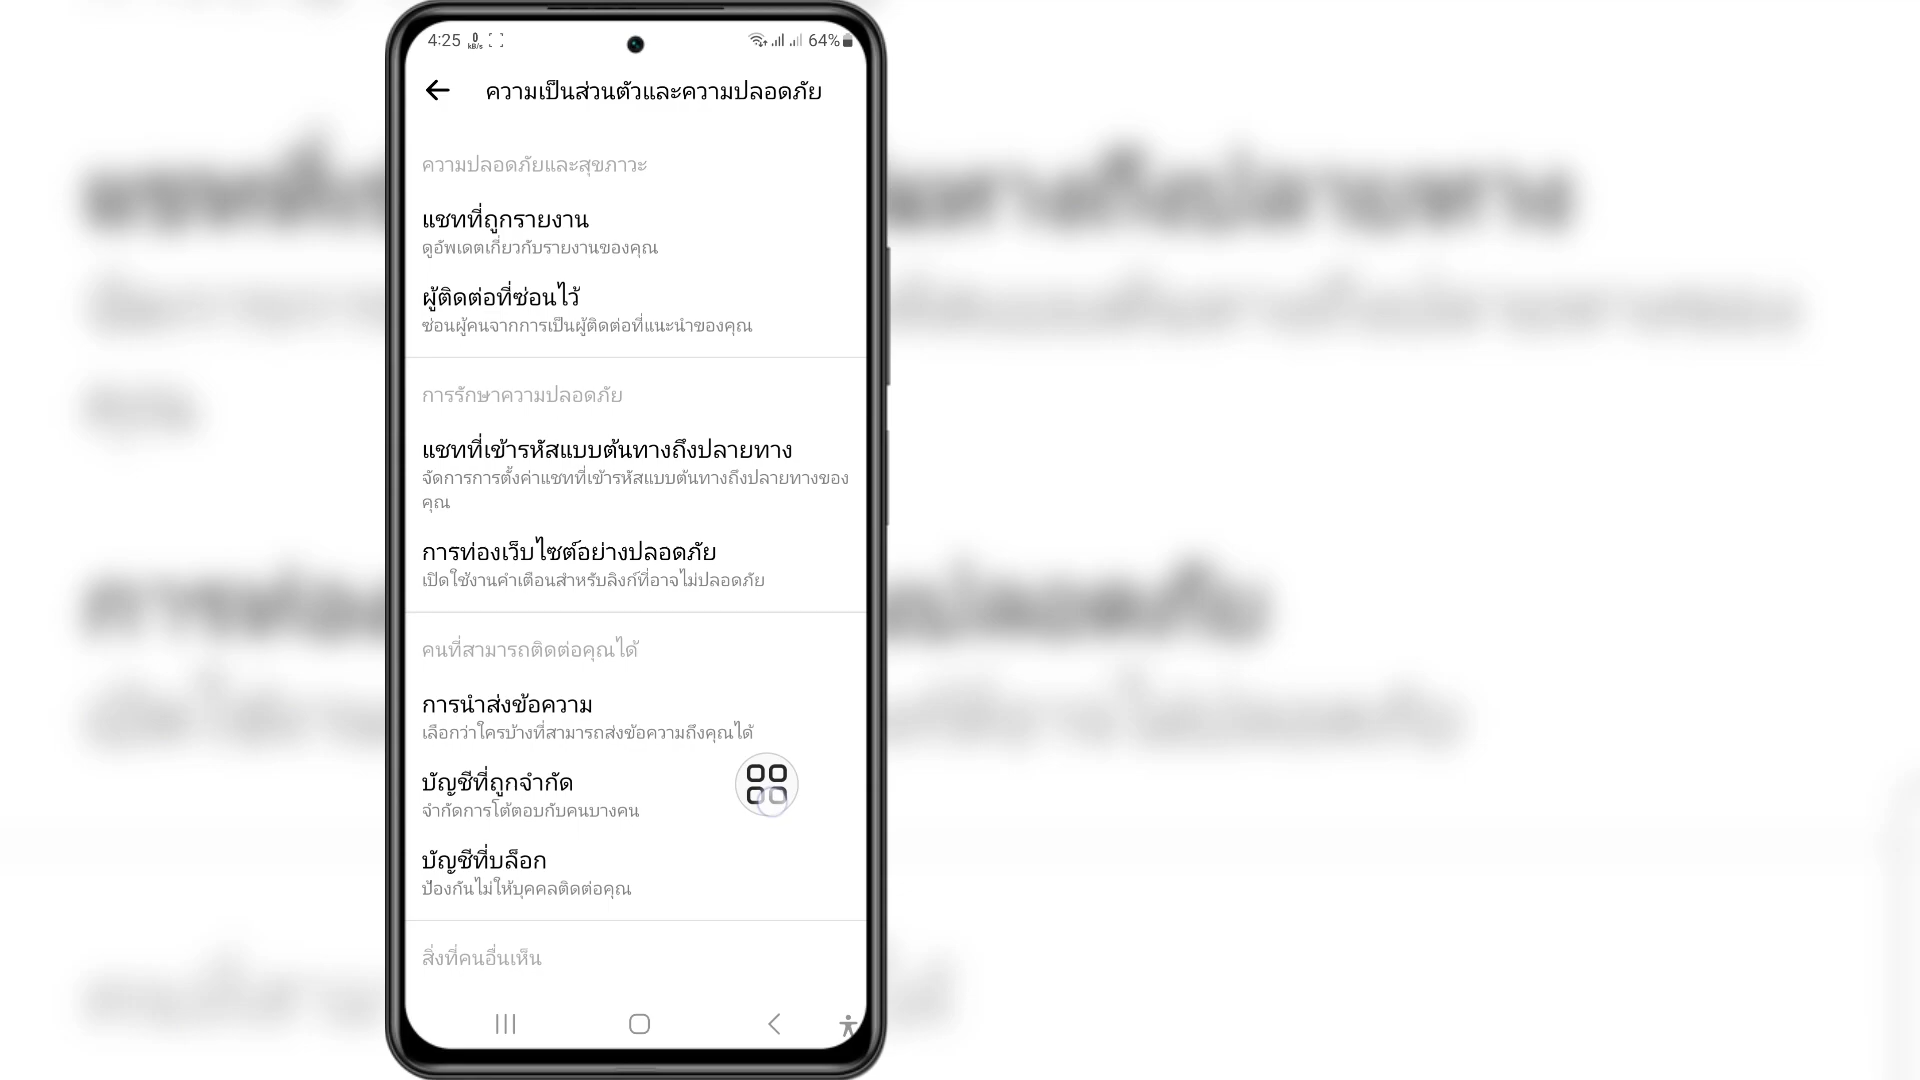 4:25 0 kB/s 64%
ความเป็นส่วนตัวและความปลอดภัย
ความปลอดภัยและสุขภาวะ
แชทที่ถูกรายงาน
ดูอัพเดตเกี่ยวกับรายงานของคุณ
ผู้ติดต่อที่ซ่อนไว้
ซ่อนผู้คนจากการเป็นผู้ติดต่อที่แนะนำของคุณ
การรักษาความปลอดภัย
แชทที่เข้ารหัสแบบต้นทางถึงปลายทาง
จัดการการตั้งค่าแชทที่เข้ารหัสแบบต้นทางถึงปลายทางของ
คุณ
การท่องเว็บไซต์อย่างปลอดภัย
เปิดใช้งานคำเตือนสำหรับลิงก์ที่อาจไม่ปลอดภัย
คนที่สามารถติดต่อคุณได้
การนำส่งข้อความ
เลือกว่าใครบ้างที่สามารถส่งข้อความถึงคุณได้
บัญชีที่ถูกจำกัด
จำกัดการโต้ตอบกับคนบางคน
บัญชีที่บล็อก
ป้องกันไม่ให้บุคคลติดต่อคุณ
สิ่งที่คนอื่นเห็น